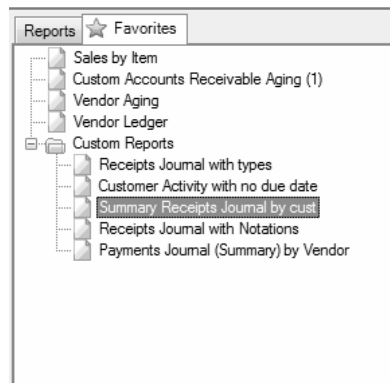 Reports Favorites
Sales by Item
Custom Accounts Receivable Aging (1)
Vendor Aging
Vendor Ledger
Custom Reports
Receipts Journal with types
Customer Activity with no due date
Summary Receipts Journal by cust
Receipts Journal with Notations
Payments Journal (Summary) by Vendor